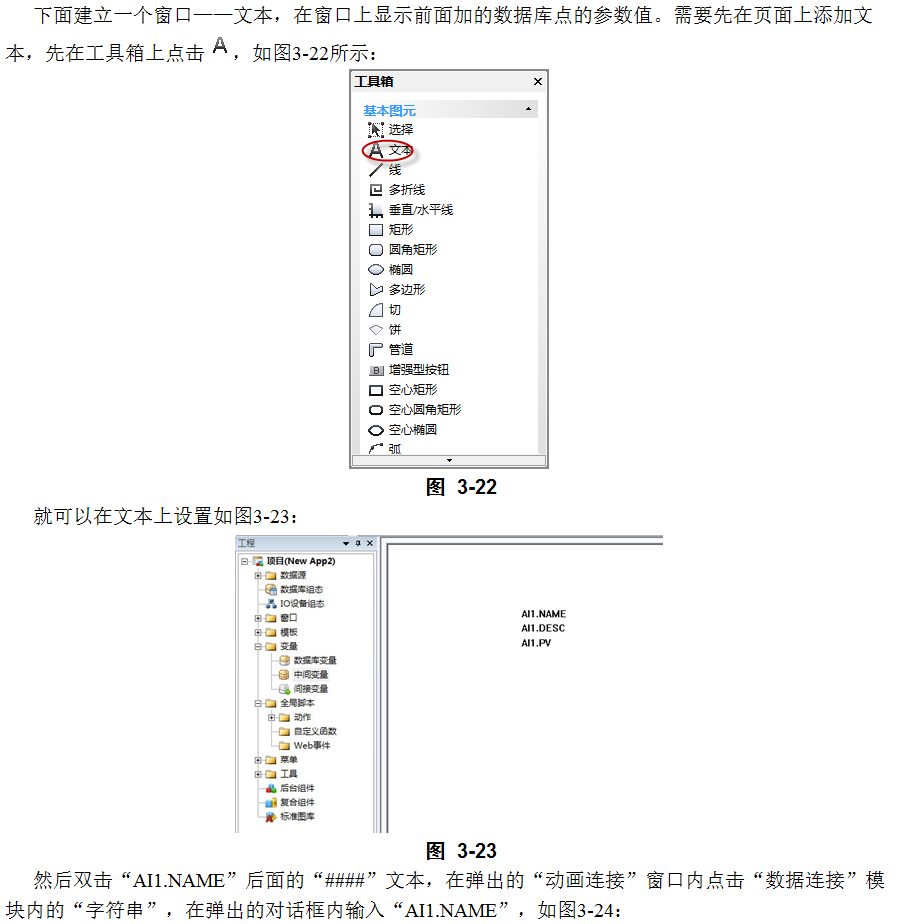 下面建立一个窗口——文本，在窗口上显示前面加的数据库点的参数值。需要先在页面上添加文
本，先在工具箱上点击 A ，如图3-22所示：
工具箱
基本图元
选择
A 文本
线
多折线
垂直/水平线
矩形
圆角矩形
椭圆
多边形
切
饼
管道
B 增强型按钮
空心矩形
空心圆角矩形
空心椭圆
弧
图 3-22
就可以在文本上设置如图3-23：
工程
项目(New App2)
数据源
数据库组态
IO设备组态
窗口
模板
变量
数据库变量
中间变量
间接变量
全局脚本
动作
自定义函数
Web事件
菜单
工具
后台组件
复合组件
标准图库
AI1.NAME
AI1.DESC
AI1.PV
图 3-23
然后双击“AI1.NAME”后面的“####”文本，在弹出的“动画连接”窗口内点击“数据连接”模
块内的“字符串”，在弹出的对话框内输入“AI1.NAME”，如图3-24：